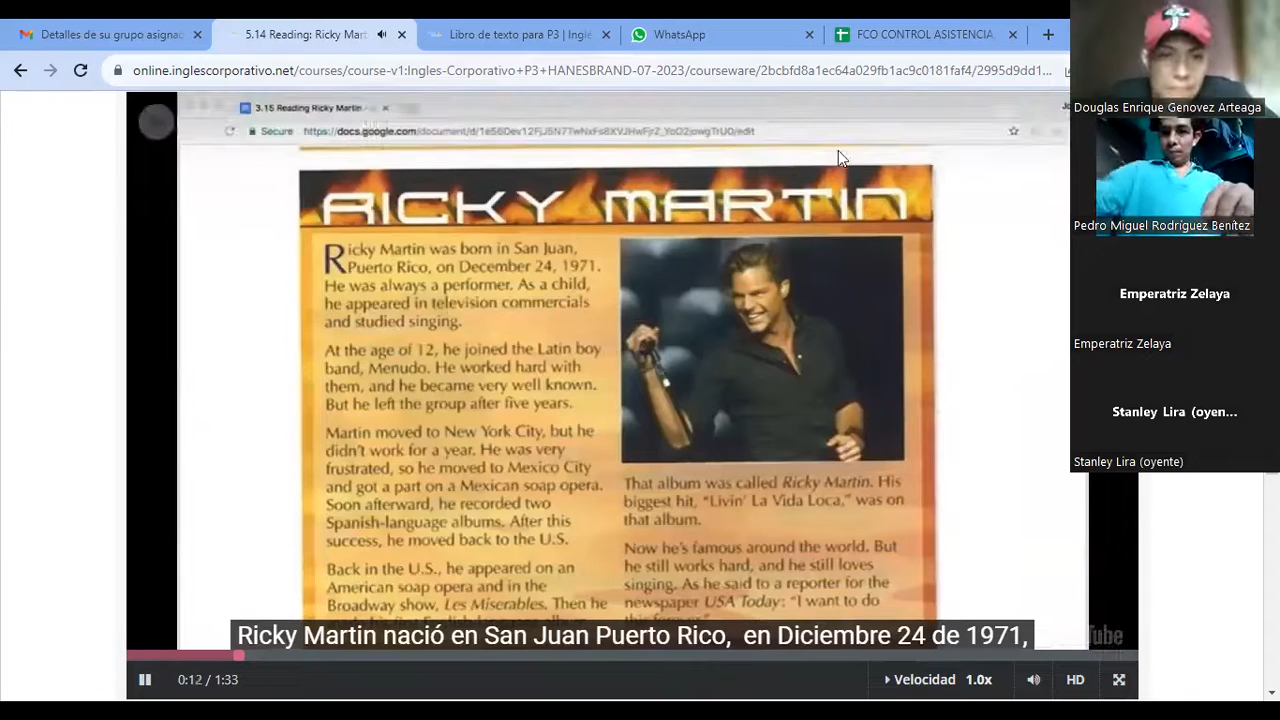 Detalles de su grupo asignac
5.14 Reading: Ricky Mart
Libro de texto para P3 | Inglé
WhatsApp
FCO CONTROL ASISTENCIA
online.inglescorporativo.net/courses/course-v1:Ingles-Corporativo+P3+HANESBRAND-07-2023/courseware/2bcbfd8a1ec64a029fb1ac9c0181faf4/2995d9dd1...
3.15 Reading Ricky Martin
Secure
RICKY MARTIN
Ricky Martin was born in San Juan,
Puerto Rico, on December 24, 1971.
He was always a performer. As a child,
he appeared in television commercials
and studied singing.
At the age of 12, he joined the Latin boy
band, Menudo. He worked hard with
them, and he became very well known.
But he left the group after five years.
Martin moved to New York City, but he
didn't work for a year. He was very
frustrated, so he moved to Mexico City
and got a part on a Mexican soap opera.
Soon afterward, he recorded two
Spanish-language albums. After this
success, he moved back to the U.S.
Back in the U.S., he appeared on an
American soap opera and in the
Broadway show, Les Miserables. Then he
That album was called Ricky Martin. His
biggest hit, "Livin' La Vida Loca," was on
that album.
Now he's famous around the world. But
he still works hard, and he still loves
singing. As he said to a reporter for the
newspaper USA Today: "I want to do
Ricky Martin nació en San Juan Puerto Rico, en Diciembre 24 de 1971,
0:12 / 1:33
Velocidad 1.0x
HD
Douglas Enrique Genovez Arteaga
Pedro Miguel Rodríguez Benítez
Emperatriz Zelaya
Emperatriz Zelaya
Stanley Lira (oyen...
Stanley Lira (oyente)